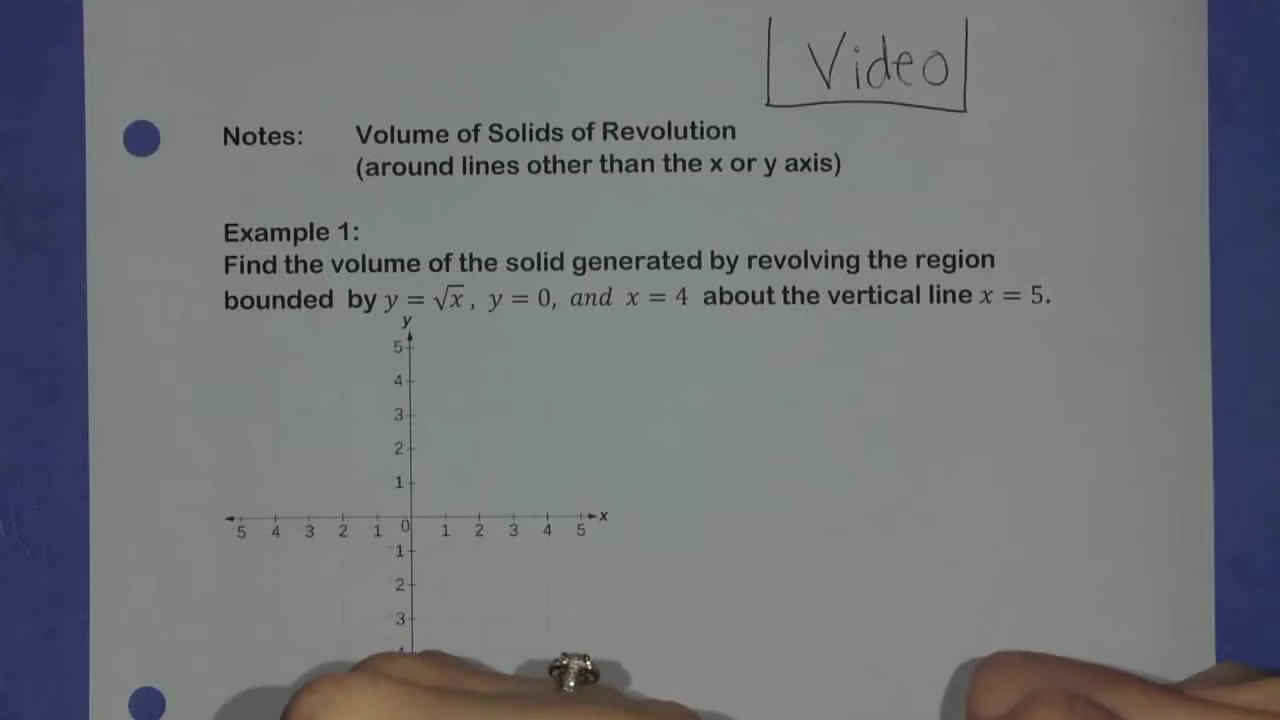 Video
Notes: Volume of Solids of Revolution
(around lines other than the x or y axis)
Example 1:
Find the volume of the solid generated by revolving the region
bounded by y = √x, y = 0, and x = 4 about the vertical line x = 5.
y
5
4
3
2
1
5 4 3 2 1 0 1 2 3 4 5 x
1
2
3